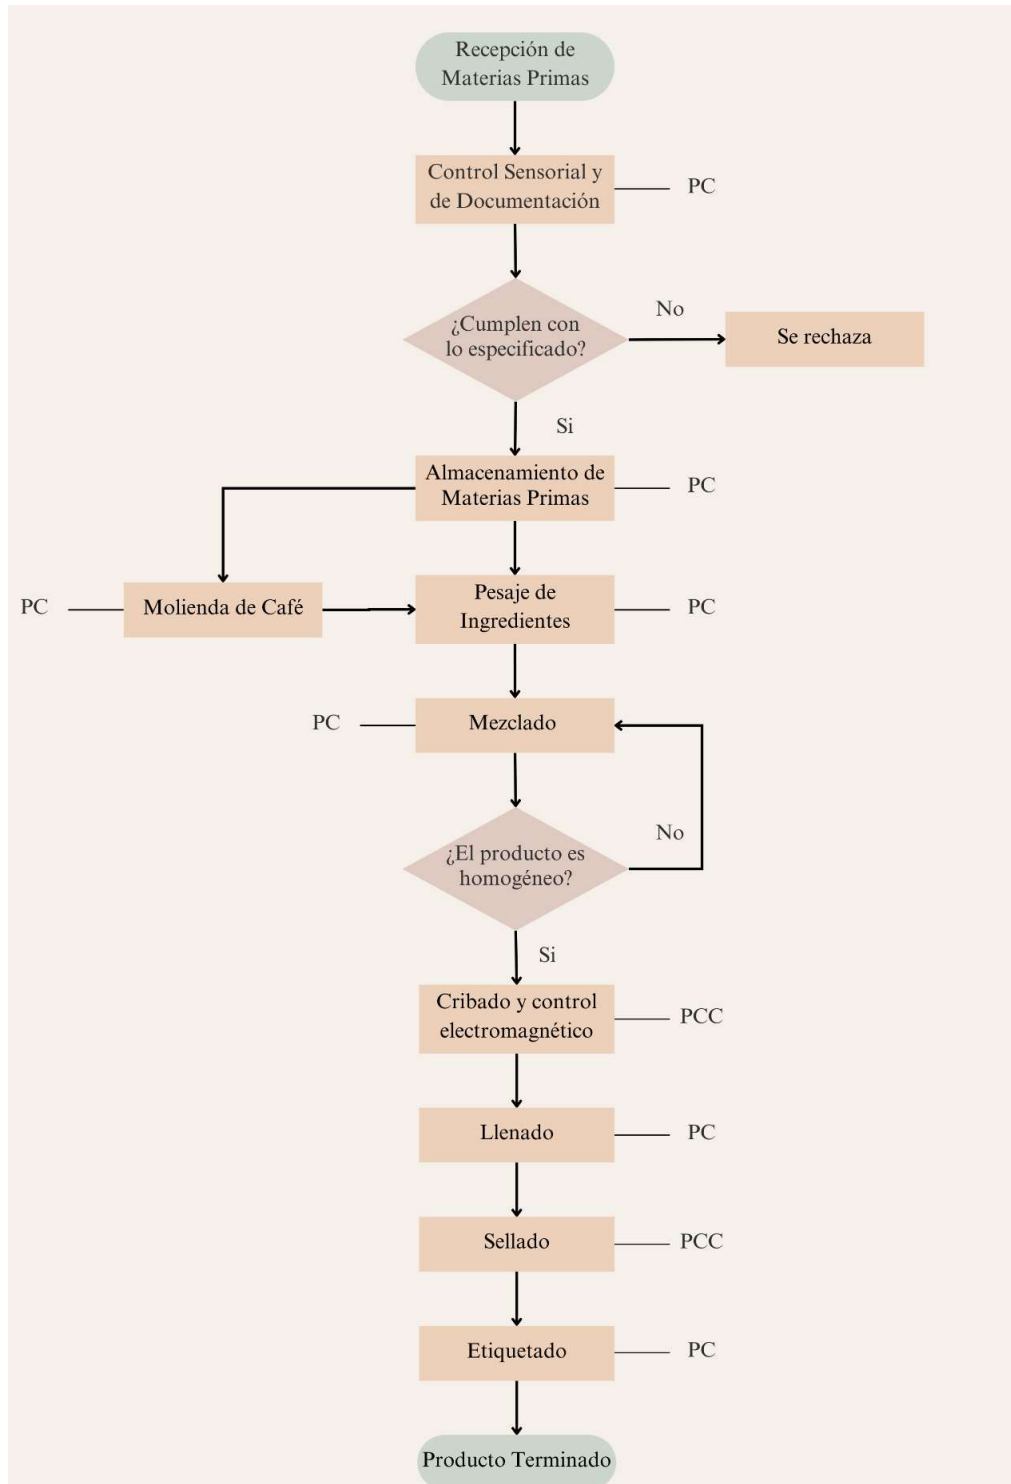 Recepción de
Materias Primas
Control Sensorial y
de Documentación
PC
¿Cumplen con
lo especificado?
No
Se rechaza
Si
Almacenamiento de
Materias Primas
PC
PC
Molienda de Café
Pesaje de
Ingredientes
PC
PC
Mezclado
¿El producto es
homogéneo?
No
Si
Cribado y control
electromagnético
PCC
Llenado
PC
Sellado
PCC
Etiquetado
PC
Producto Terminado